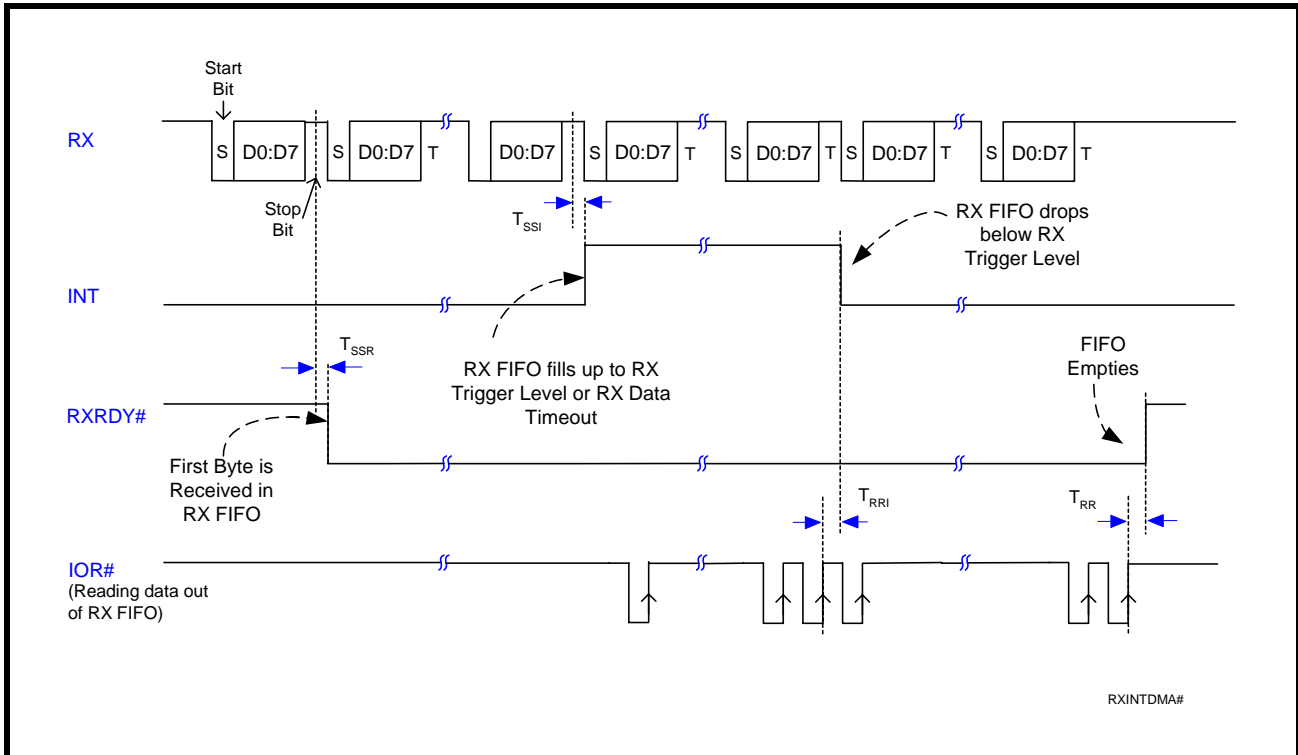 Start
Bit
RX
S D0:D7 S D0:D7 T D0:D7 S D0:D7 T S D0:D7 T S D0:D7 T S D0:D7 T
Stop
Bit
TSSI
RX FIFO drops
below RX
Trigger Level
INT
TSSR
RX FIFO fills up to RX
Trigger Level or RX Data
Timeout
FIFO
Empties
RXRDY#
First Byte is
Received in
RX FIFO
TRRI
TRR
IOR#
(Reading data out
of RX FIFO)
RXINTDMA#